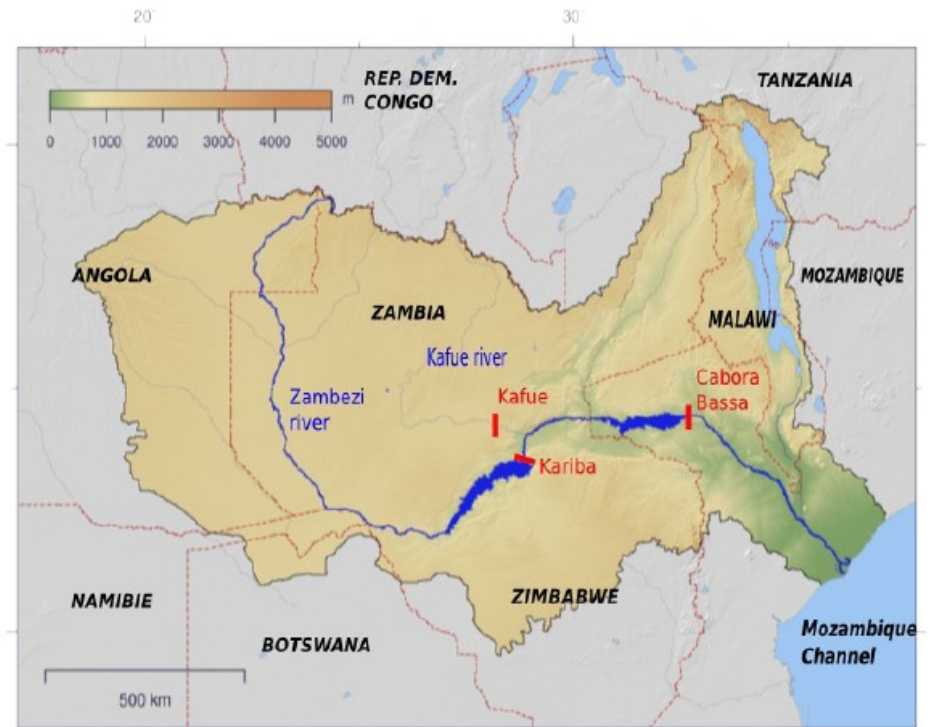 20°
30°
REP. DEM.
CONGO
TANZANIA
m
0 1000 2000 3000 4000 5000
ANGOLA
MOZAMBIQUE
ZAMBIA
MALAWI
Kafue river
Zambezi
river
Kafue
Cabora
Bassa
Kariba
NAMIBIE
ZIMBABWE
BOTSWANA
Mozambique
Channel
500 km